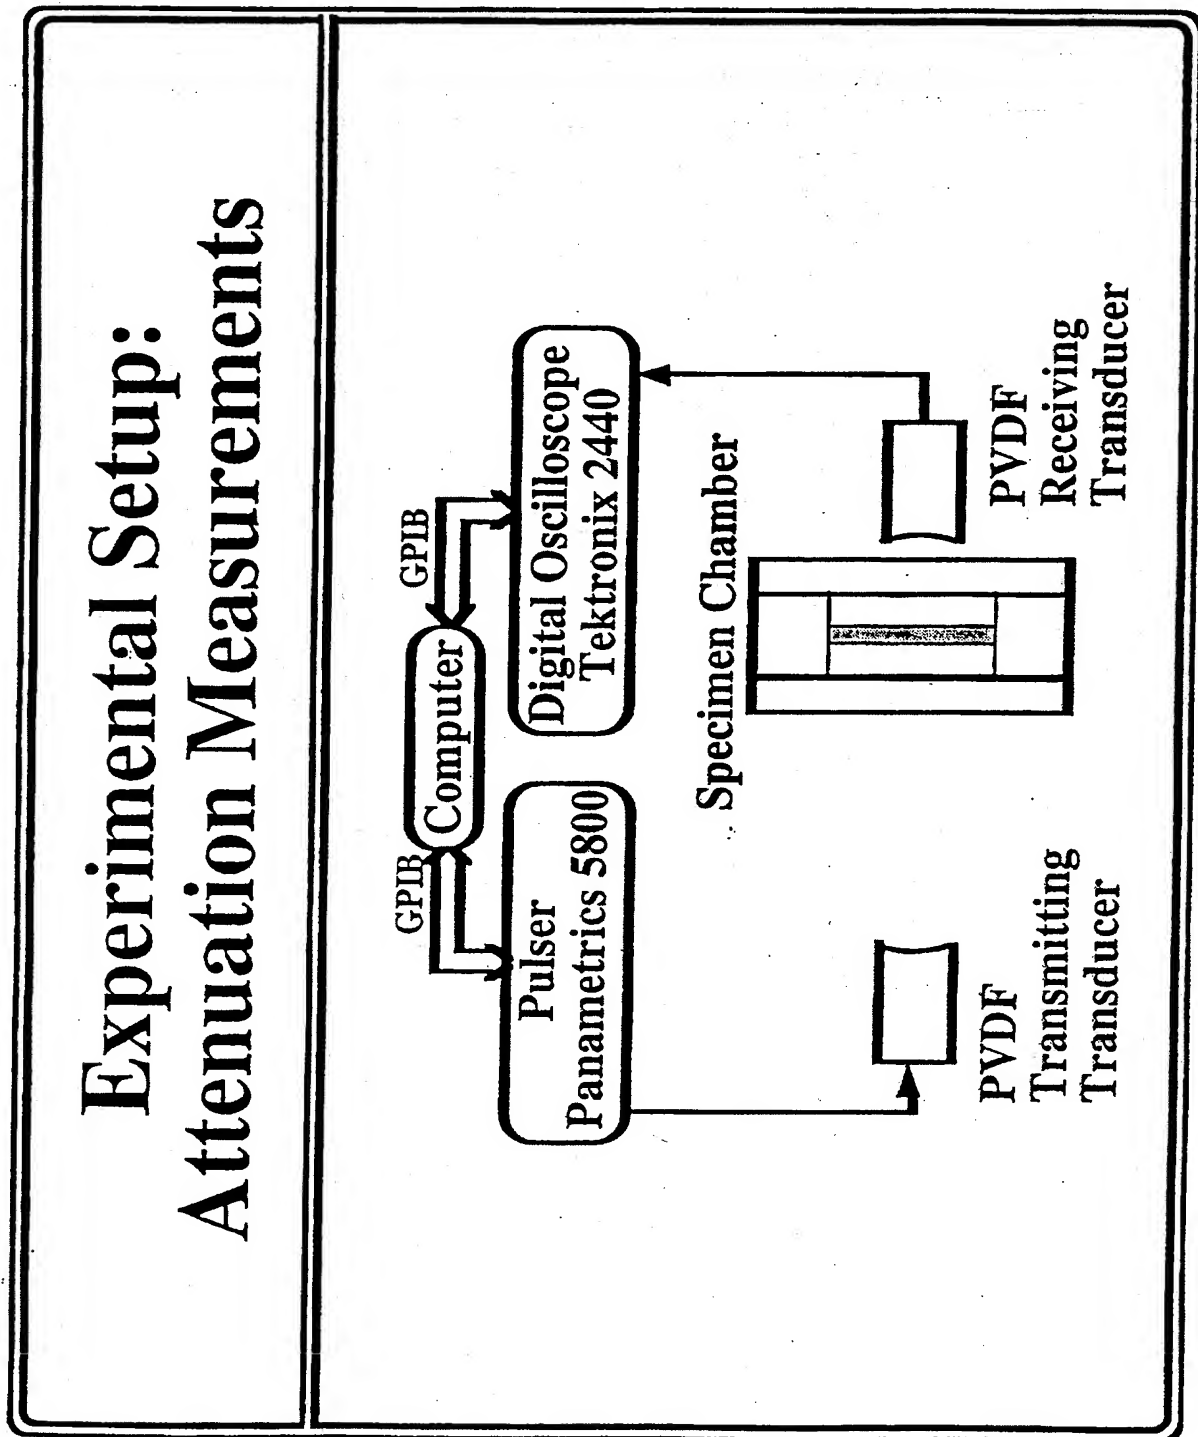 Experimental Setup:
Attenuation Measurements
GPIB
Computer
GPIB
Pulser
Panametrics 5800
Digital Oscilloscope
Tektronix 2440
Specimen Chamber
PVDF
Transmitting
Transducer
PVDF
Receiving
Transducer